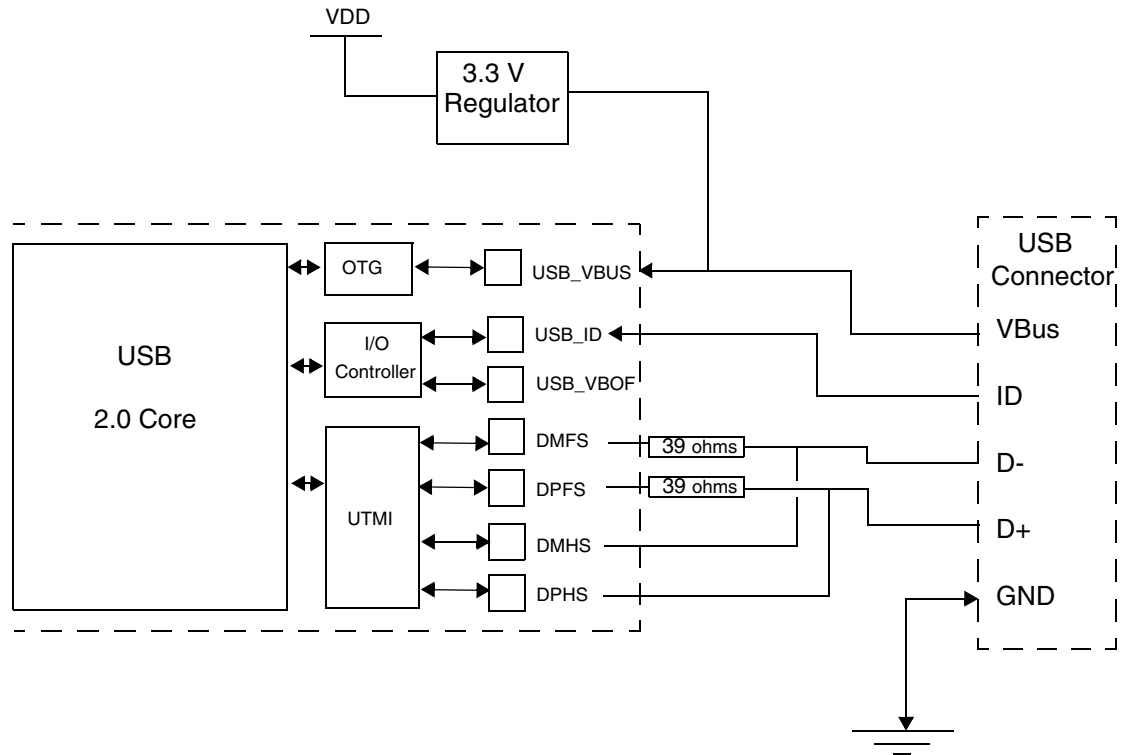 VDD
3.3 V
Regulator
USB
2.0 Core
OTG
I/O
Controller
UTMI
USB_VBUS
USB_ID
USB_VBOF
DMFS
DPFS
DMHS
DPHS
39 ohms
39 ohms
USB
Connector
VBus
ID
D-
D+
GND